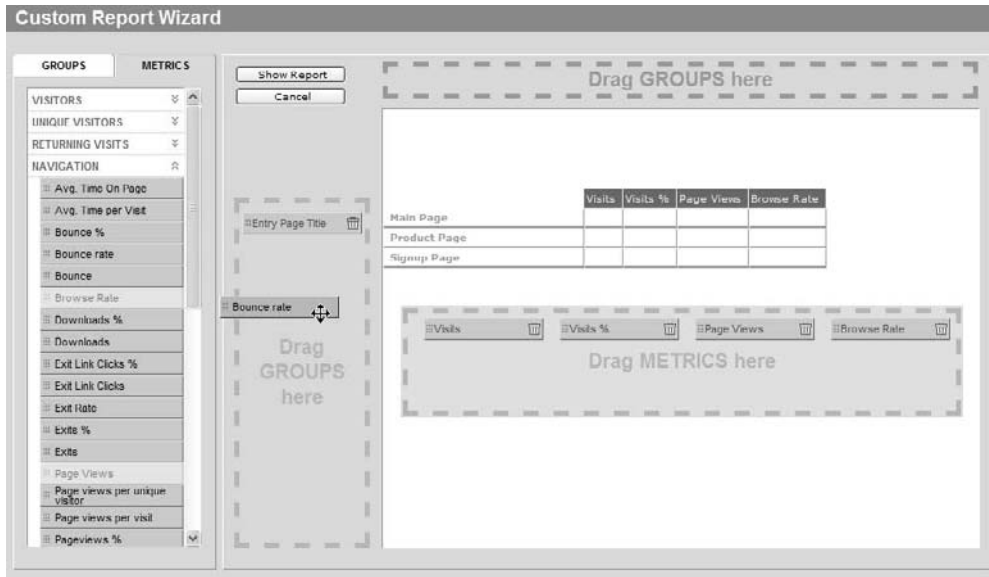 Custom Report Wizard
GROUPS
METRICS
VISITORS
UNIQUE VISITORS
RETURNING VISITS
NAVIGATION
Avg. Time On Page
Avg. Time per Visit
Bounce %
Bounce rate
Bounce
Browse Rate
Downloads %
Downloads
Exit Link Clicks %
Exit Link Clicks
Exit Rate
Exits %
Exits
Page Views
Page views per unique
visitor
Page views per visit
Pageviews %
Show Report
Cancel
Entry Page Title
Bounce rate
Drag
GROUPS
here
Drag GROUPS here
Visits Visits % Page Views Browse Rate
Main Page
Product Page
Signup Page
Visits
Visits %
Page Views
Browse Rate
Drag METRICS here